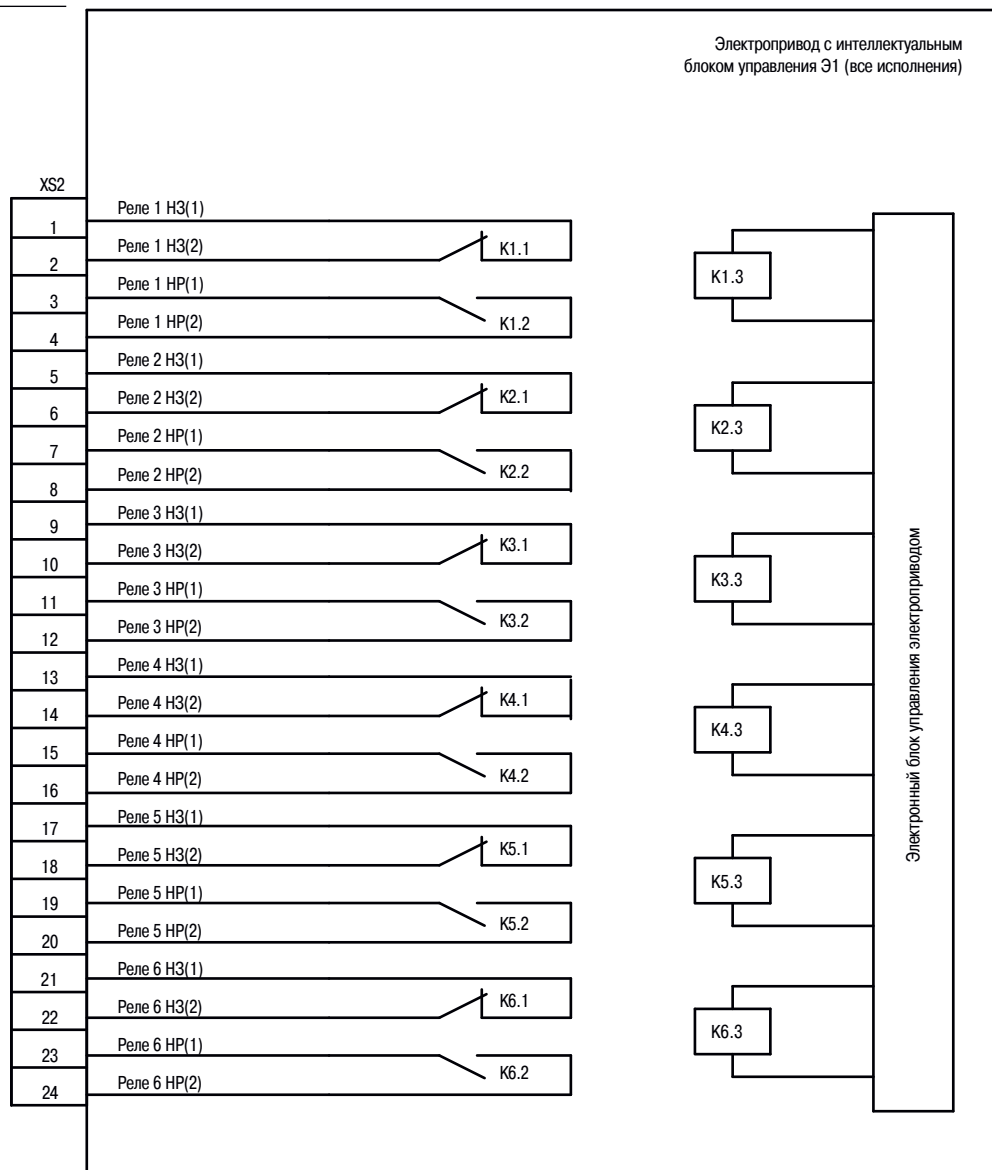 Электропривод с интеллектуальным
блоком управления Э1 (все исполнения)
XS2
1
Реле 1 НЗ(1)
2
Реле 1 НЗ(2)
K1.1
3
Реле 1 НР(1)
4
Реле 1 НР(2)
K1.2
K1.3
5
Реле 2 НЗ(1)
6
Реле 2 НЗ(2)
K2.1
7
Реле 2 НР(1)
8
Реле 2 НР(2)
K2.2
K2.3
9
Реле 3 НЗ(1)
10
Реле 3 НЗ(2)
K3.1
11
Реле 3 НР(1)
12
Реле 3 НР(2)
K3.2
K3.3
13
Реле 4 НЗ(1)
14
Реле 4 НЗ(2)
K4.1
15
Реле 4 НР(1)
16
Реле 4 НР(2)
K4.2
K4.3
17
Реле 5 НЗ(1)
18
Реле 5 НЗ(2)
K5.1
19
Реле 5 НР(1)
20
Реле 5 НР(2)
K5.2
K5.3
21
Реле 6 НЗ(1)
22
Реле 6 НЗ(2)
K6.1
23
Реле 6 НР(1)
24
Реле 6 НР(2)
K6.2
K6.3
Электронный блок управления электроприводом